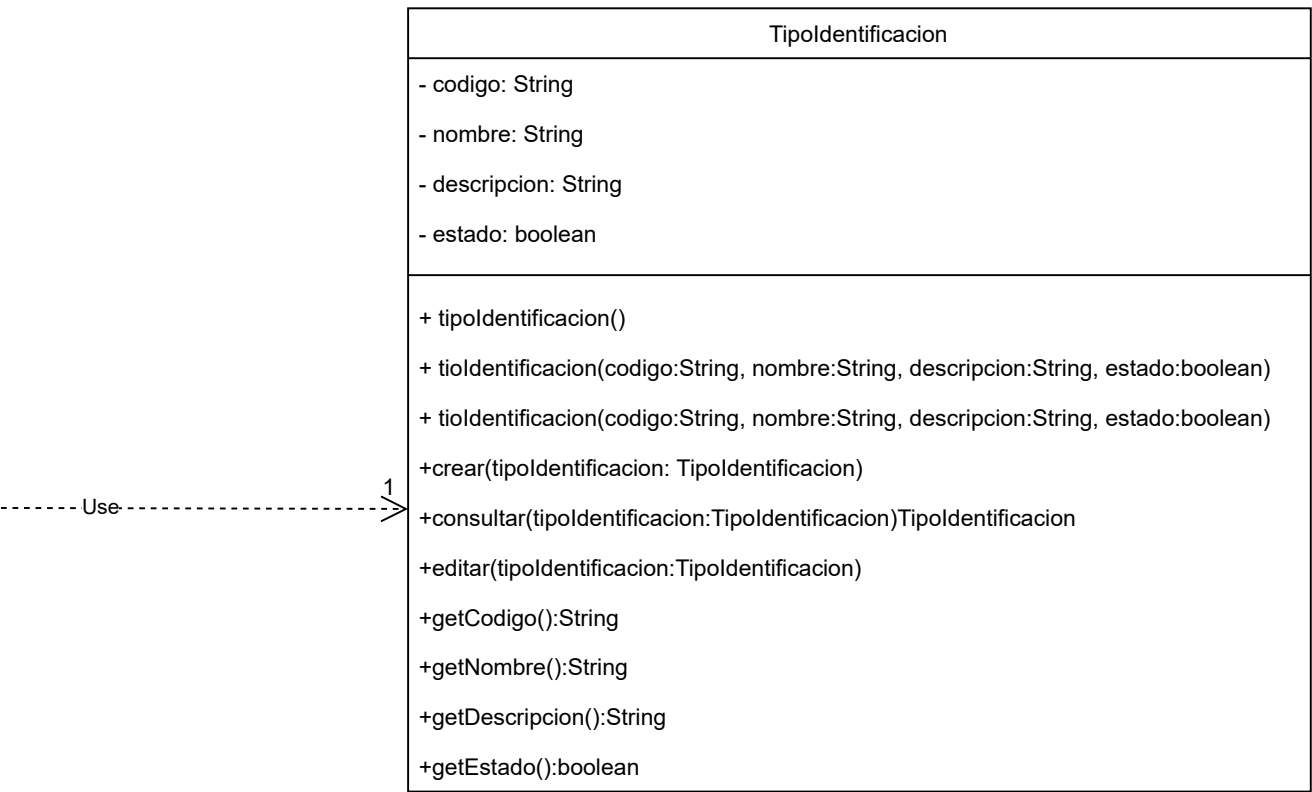 TipoIdentificacion
- codigo: String
- nombre: String
- descripcion: String
- estado: boolean
+ tipoIdentificacion()
+ tioIdentificacion(codigo:String, nombre:String, descripcion:String, estado:boolean)
+ tioIdentificacion(codigo:String, nombre:String, descripcion:String, estado:boolean)
+crear(tipoIdentificacion: TipoIdentificacion)
1
Use
+consultar(tipoIdentificacion:TipoIdentificacion)TipoIdentificacion
+editar(tipoIdentificacion:TipoIdentificacion)
+getCodigo():String
+getNombre():String
+getDescripcion():String
+getEstado():boolean